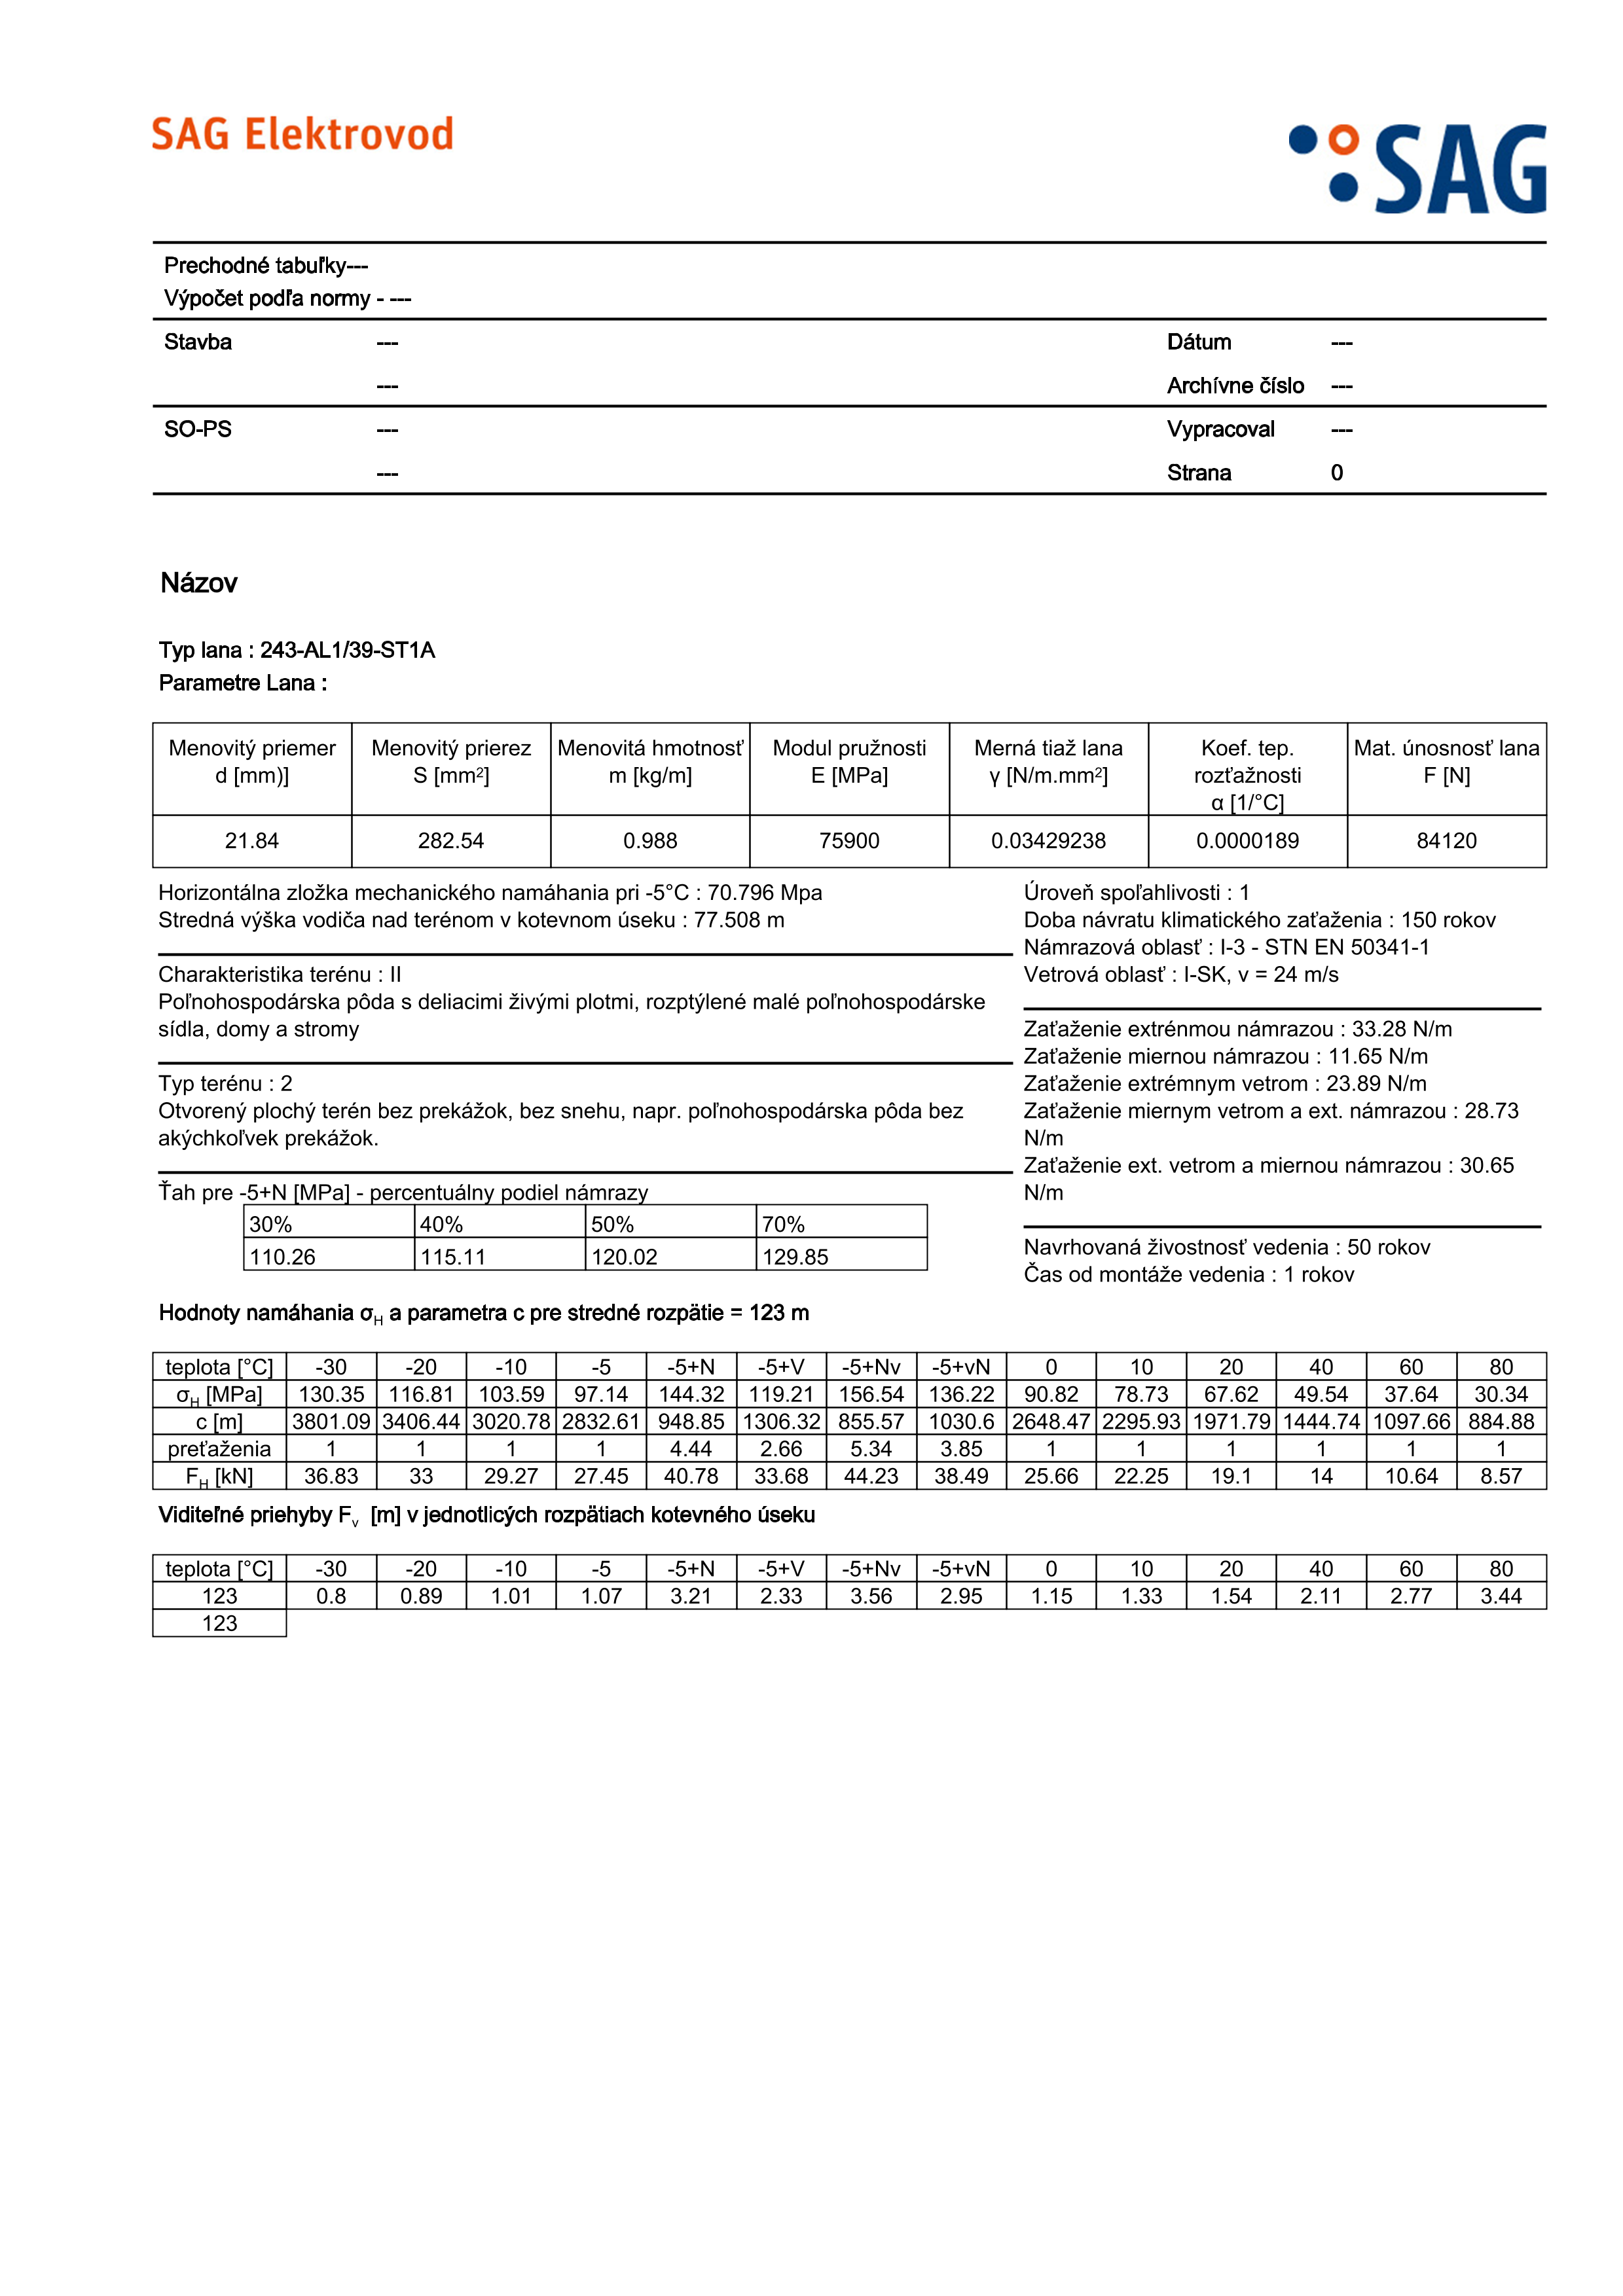 SAG Elektrovod
SAG
Prechodné tabuľky---
Výpočet podľa normy - ---
Stavba --- Dátum ---
--- Archívne číslo ---
SO-PS --- Vypracoval ---
--- Strana 0
Názov
Typ lana : 243-AL1/39-ST1A
Parametre Lana :
Menovitý priemer Menovitý prierez Menovitá hmotnosť Modul pružnosti Merná tiaž lana Koef. tep. Mat. únosnosť lana
d [mm)] S [mm²] m [kg/m] E [MPa] γ [N/m.mm²] rozťažnosti F [N]
α [1/°C]
21.84 282.54 0.988 75900 0.03429238 0.0000189 84120
Horizontálna zložka mechanického namáhania pri -5°C : 70.796 Mpa
Stredná výška vodiča nad terénom v kotevnom úseku : 77.508 m
Charakteristika terénu : II
Poľnohospodárska pôda s deliacimi živými plotmi, rozptýlené malé poľnohospodárske
sídla, domy a stromy
Typ terénu : 2
Otvorený plochý terén bez prekážok, bez snehu, napr. poľnohospodárska pôda bez
akýchkoľvek prekážok.
Ťah pre -5+N [MPa] - percentuálny podiel námrazy
30% 40% 50% 70%
110.26 115.11 120.02 129.85
Úroveň spoľahlivosti : 1
Doba návratu klimatického zaťaženia : 150 rokov
Námrazová oblasť : I-3 - STN EN 50341-1
Vetrová oblasť : I-SK, v = 24 m/s
Zaťaženie extrénmou námrazou : 33.28 N/m
Zaťaženie miernou námrazou : 11.65 N/m
Zaťaženie extrémnym vetrom : 23.89 N/m
Zaťaženie miernym vetrom a ext. námrazou : 28.73
N/m
Zaťaženie ext. vetrom a miernou námrazou : 30.65
N/m
Navrhovaná živostnosť vedenia : 50 rokov
Čas od montáže vedenia : 1 rokov
Hodnoty namáhania σH a parametra c pre stredné rozpätie = 123 m
teplota [°C] -30 -20 -10 -5 -5+N -5+V -5+Nv -5+vN 0 10 20 40 60 80
σH [MPa] 130.35 116.81 103.59 97.14 144.32 119.21 156.54 136.22 90.82 78.73 67.62 49.54 37.64 30.34
c [m] 3801.09 3406.44 3020.78 2832.61 948.85 1306.32 855.57 1030.6 2648.47 2295.93 1971.79 1444.74 1097.66 884.88
preťaženia 1 1 1 1 4.44 2.66 5.34 3.85 1 1 1 1 1 1
FH [kN] 36.83 33 29.27 27.45 40.78 33.68 44.23 38.49 25.66 22.25 19.1 14 10.64 8.57
Viditeľné priehyby Fv [m] v jednotlicých rozpätiach kotevného úseku
teplota [°C] -30 -20 -10 -5 -5+N -5+V -5+Nv -5+vN 0 10 20 40 60 80
123 0.8 0.89 1.01 1.07 3.21 2.33 3.56 2.95 1.15 1.33 1.54 2.11 2.77 3.44
123